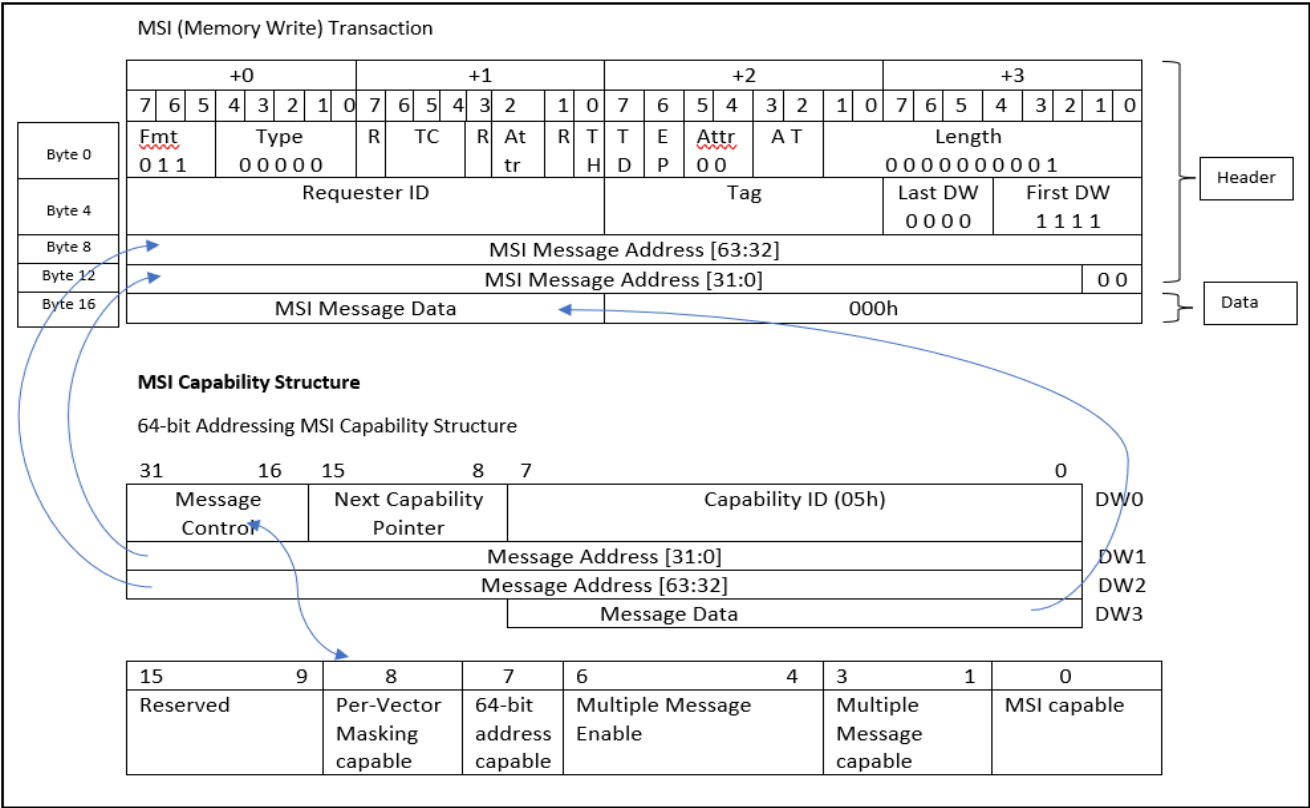 MSI (Memory Write) Transaction
+0 +1 +2 +3
7 6 5 4 3 2 1 0 7 6 5 4 3 2 1 0 7 6 5 4 3 2 1 0 7 6 5 4 3 2 1 0
Byte 0
Fmt Type R TC R At R T T E Attr A T Length
0 1 1 0 0 0 0 0 tr H D P 0 0 0 0 0 0 0 0 0 0 0 1
Header
Byte 4
Requester ID Tag Last DW First DW
0 0 0 0 1 1 1 1
Byte 8 MSI Message Address [63:32]
Byte 12 MSI Message Address [31:0] 0 0
Byte 16 MSI Message Data 000h
Data
MSI Capability Structure
64-bit Addressing MSI Capability Structure
31 16 15 8 7 0
Message Next Capability Capability ID (05h) DW0
Control Pointer
Message Address [31:0] DW1
Message Address [63:32] DW2
Message Data DW3
15 9 8 7 6 4 3 1 0
Reserved Per-Vector 64-bit Multiple Message Multiple MSI capable
Masking address Enable Message
capable capable capable